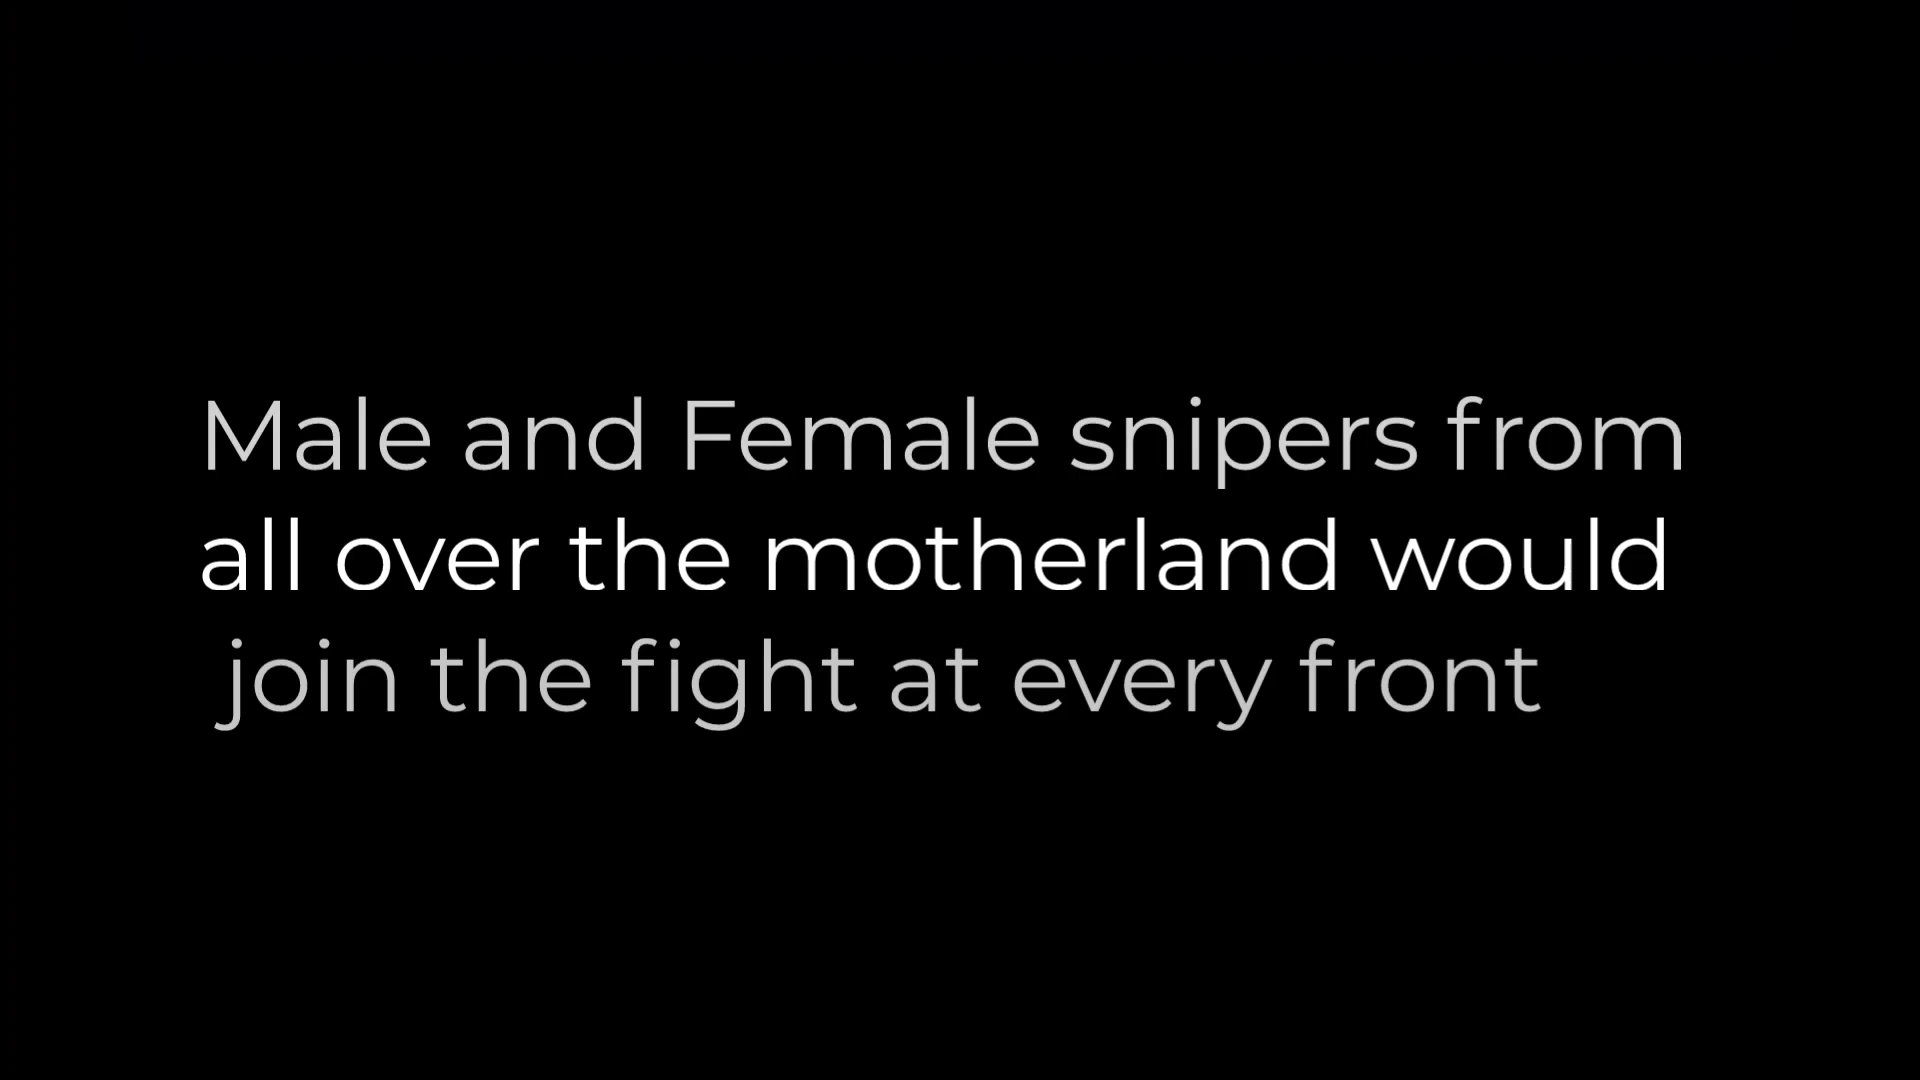 Male and Female snipers from
all over the motherland would
join the fight at every front